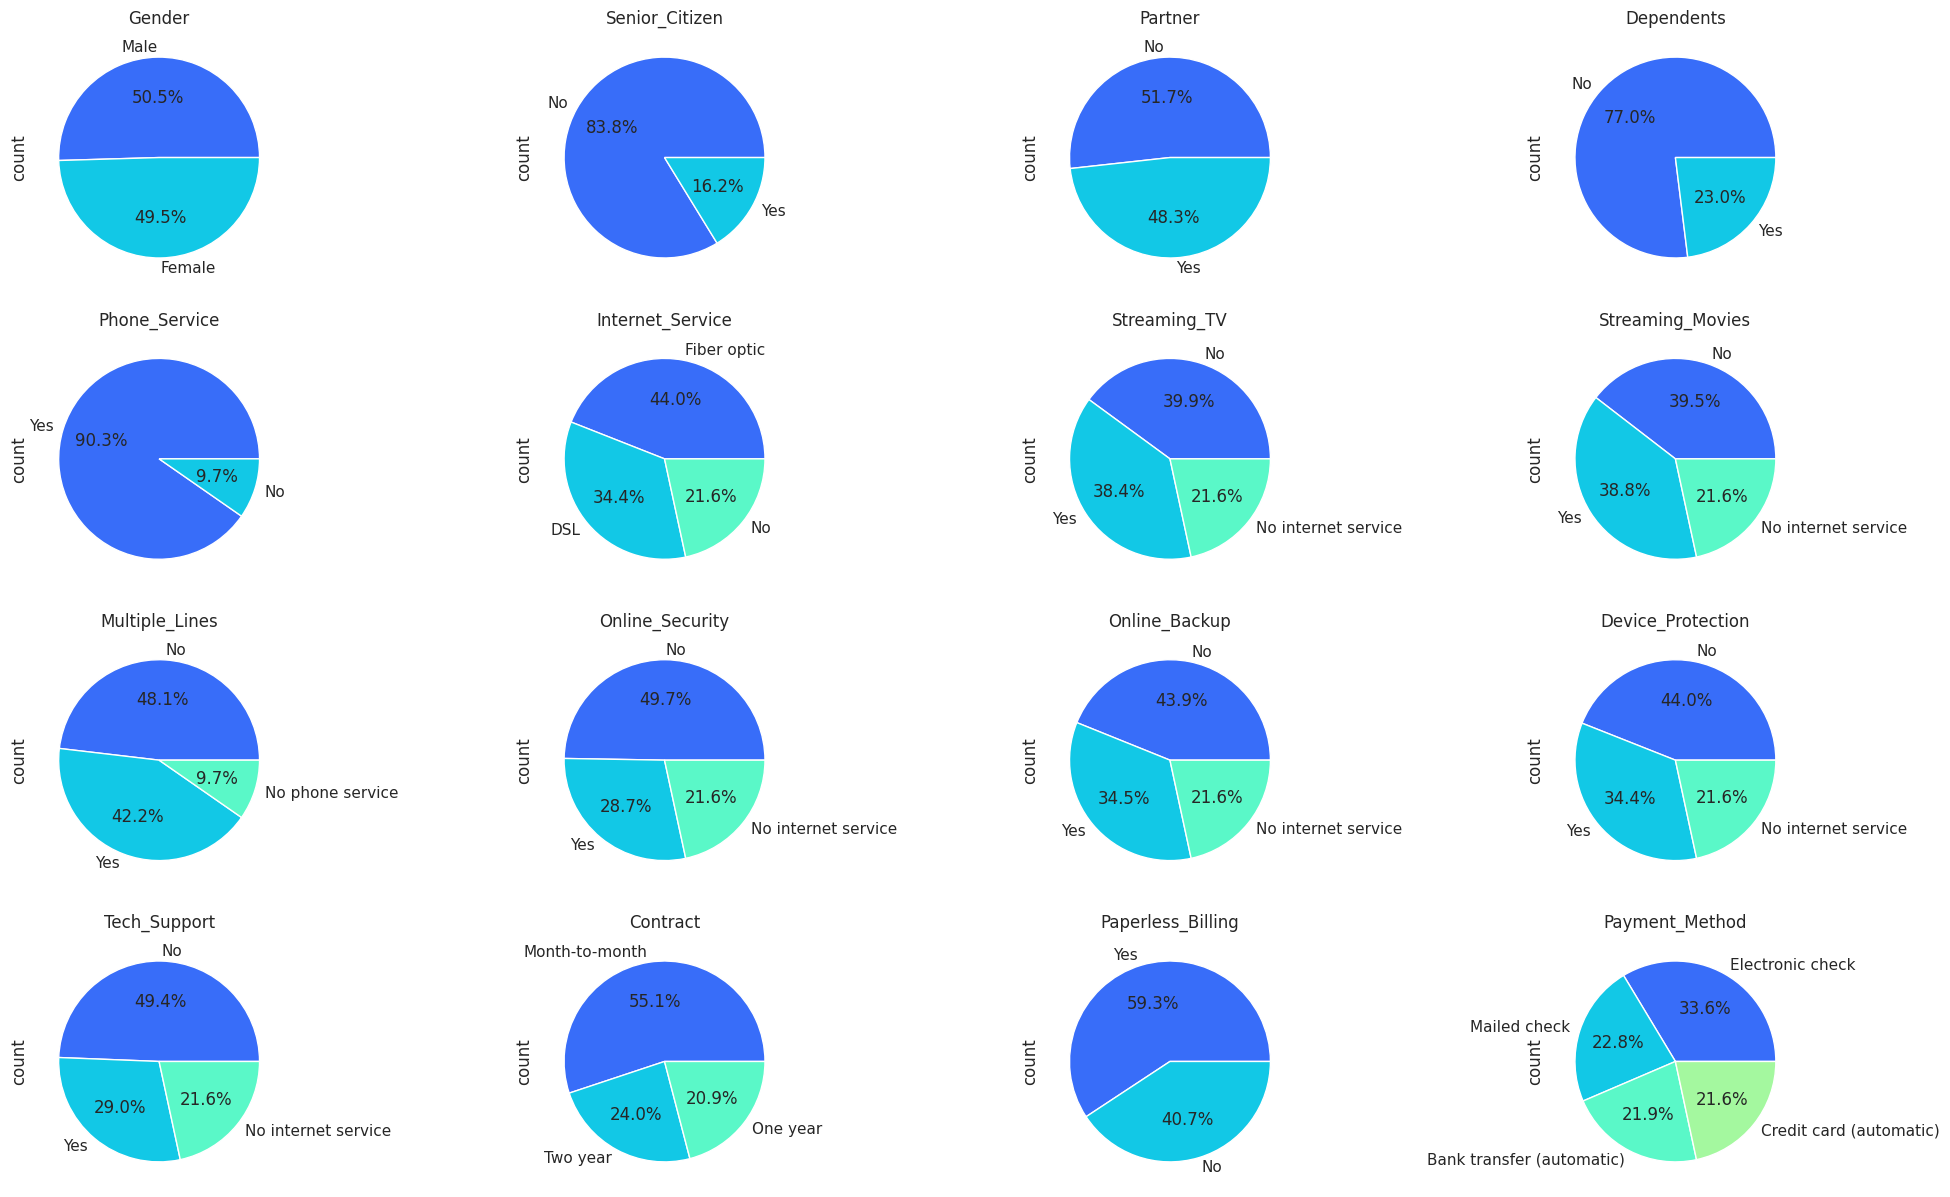 Gender
Male
50.5%
count
49.5%
Female
Senior_Citizen
No
83.8%
count
16.2%
Yes
Partner
No
51.7%
count
48.3%
Yes
Dependents
No
77.0%
count
23.0%
Yes
Phone_Service
Yes
90.3%
count
9.7%
No
Internet_Service
Fiber optic
44.0%
count
34.4%
21.6%
DSL
No
Streaming_TV
No
39.9%
count
38.4%
21.6%
Yes
No internet service
Streaming_Movies
No
39.5%
count
38.8%
21.6%
Yes
No internet service
Multiple_Lines
No
48.1%
count
9.7%
No phone service
42.2%
Yes
Online_Security
No
49.7%
count
28.7%
21.6%
Yes
No internet service
Online_Backup
No
43.9%
count
34.5%
21.6%
Yes
No internet service
Device_Protection
No
44.0%
count
34.4%
21.6%
Yes
No internet service
Tech_Support
No
49.4%
count
29.0%
21.6%
Yes
No internet service
Contract
Month-to-month
55.1%
count
24.0%
20.9%
Two year
One year
Paperless_Billing
Yes
59.3%
count
40.7%
No
Payment_Method
Electronic check
33.6%
Mailed check
22.8%
count
21.9%
21.6%
Credit card (automatic)
Bank transfer (automatic)